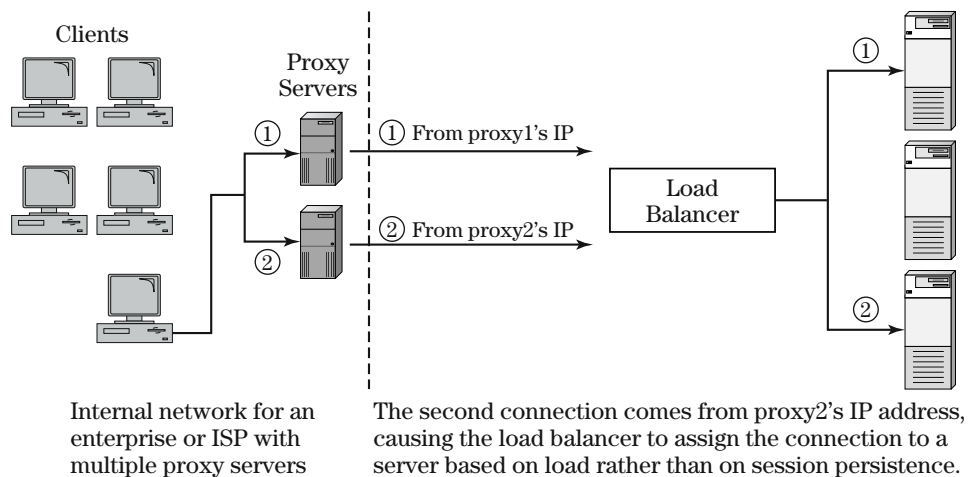 Clients
Proxy
Servers
①
②
① From proxy1's IP
② From proxy2's IP
Load
Balancer
①
②
Internal network for an
enterprise or ISP with
multiple proxy servers
The second connection comes from proxy2's IP address,
causing the load balancer to assign the connection to a
server based on load rather than on session persistence.